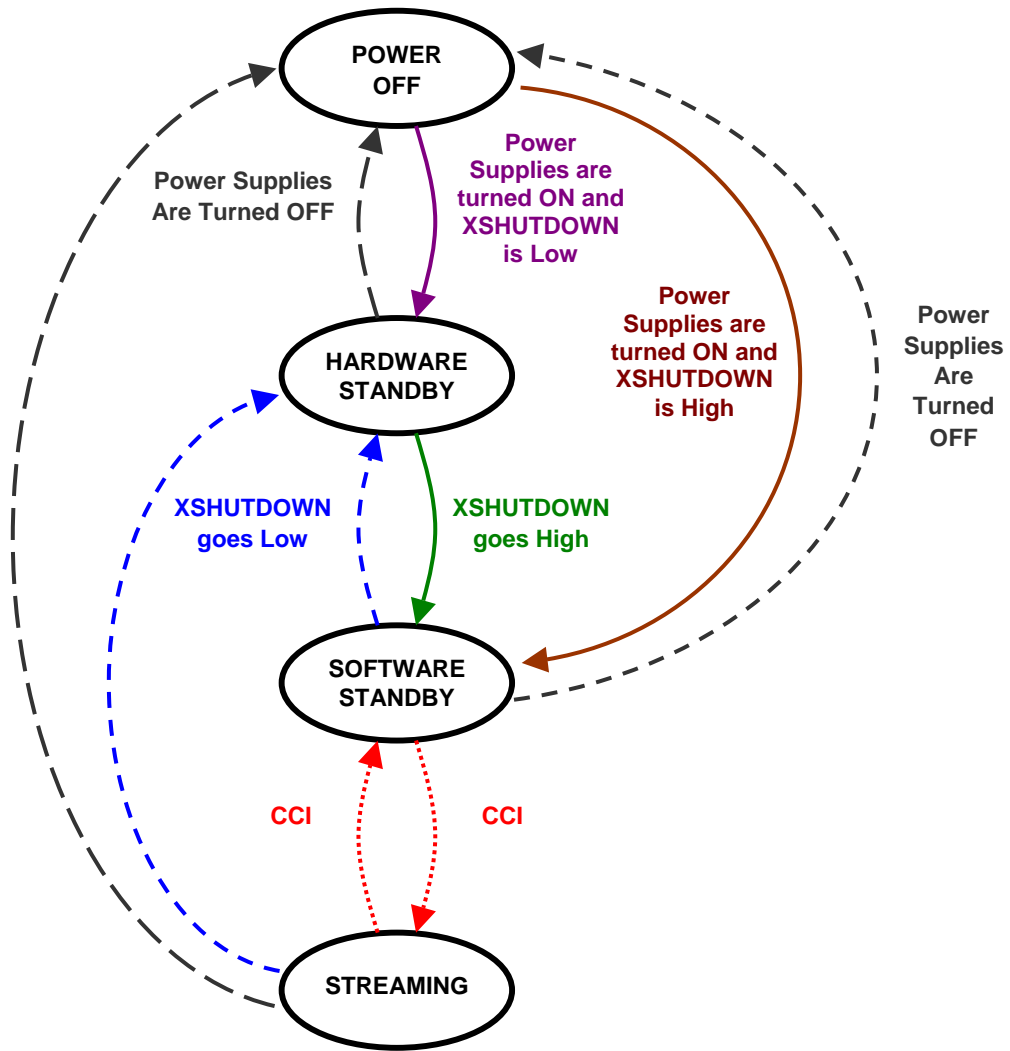 POWER
OFF
Power
Supplies are
turned ON and
XSHUTDOWN
is Low
Power Supplies
Are Turned OFF
Power
Supplies are
turned ON and
XSHUTDOWN
is High
Power
Supplies
Are
Turned
OFF
HARDWARE
STANDBY
XSHUTDOWN
goes Low
XSHUTDOWN
goes High
SOFTWARE
STANDBY
CCI
CCI
STREAMING